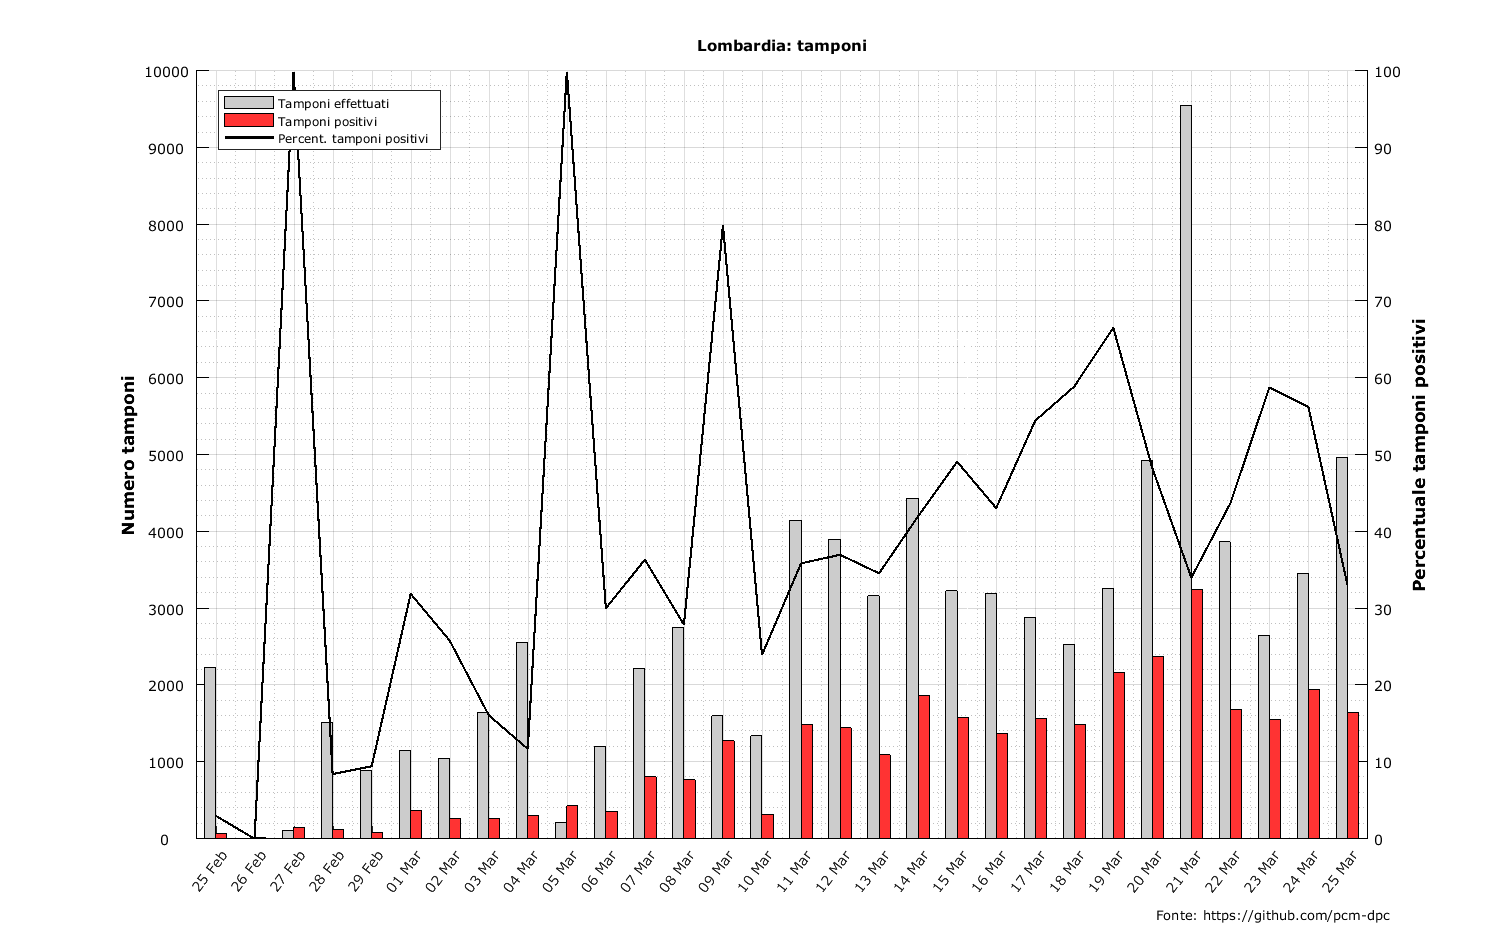 Lombardia: tamponi
Tamponi effettuati
Tamponi positivi
Percent. tamponi positivi
Numero tamponi
10000
9000
8000
7000
6000
5000
4000
3000
2000
1000
0
Percentuale tamponi positivi
100
90
80
70
60
50
40
30
20
10
0
25 Feb
26 Feb
27 Feb
28 Feb
29 Feb
01 Mar
02 Mar
03 Mar
04 Mar
05 Mar
06 Mar
07 Mar
08 Mar
09 Mar
10 Mar
11 Mar
12 Mar
13 Mar
14 Mar
15 Mar
16 Mar
17 Mar
18 Mar
19 Mar
20 Mar
21 Mar
22 Mar
23 Mar
24 Mar
25 Mar
Fonte: https://github.com/pcm-dpc